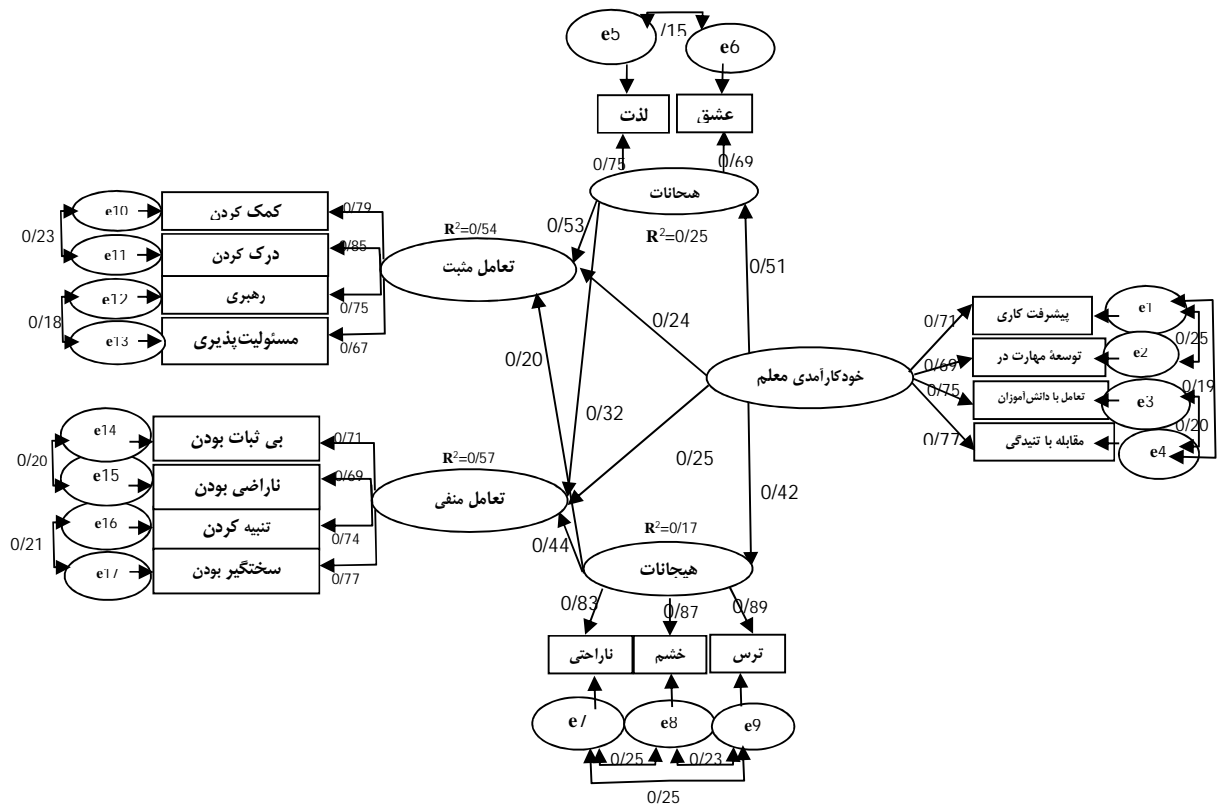 e5
/15
e6
لذت
عشق
0/75
0/69
هیجانات
R²=0/25
e10
کمک کردن
0/79
0/23
e11
درک کردن
0/85
e12
رهبری
0/75
0/18
e13
مسئولیت‌پذیری
0/67
R²=0/54
تعامل مثبت
0/53
0/51
0/24
0/20
0/32
خودکارآمدی معلم
0/25
0/42
0/71
پیشرفت کاری
e1
0/69
توسعهٔ مهارت در
e2
0/25
0/75
تعامل با دانش‌آموزان
e3
0/19
0/77
مقابله با تنیدگی
e4
0/20
e14
بی ثبات بودن
0/71
0/20
e15
ناراضی بودن
0/69
e16
تنبیه کردن
0/74
0/21
e17
سختگیر بودن
0/77
R²=0/57
تعامل منفی
0/44
R²=0/17
هیجانات
0/83
0/87
0/89
ناراحتی
خشم
ترس
e7
e8
e9
0/25
0/23
0/25